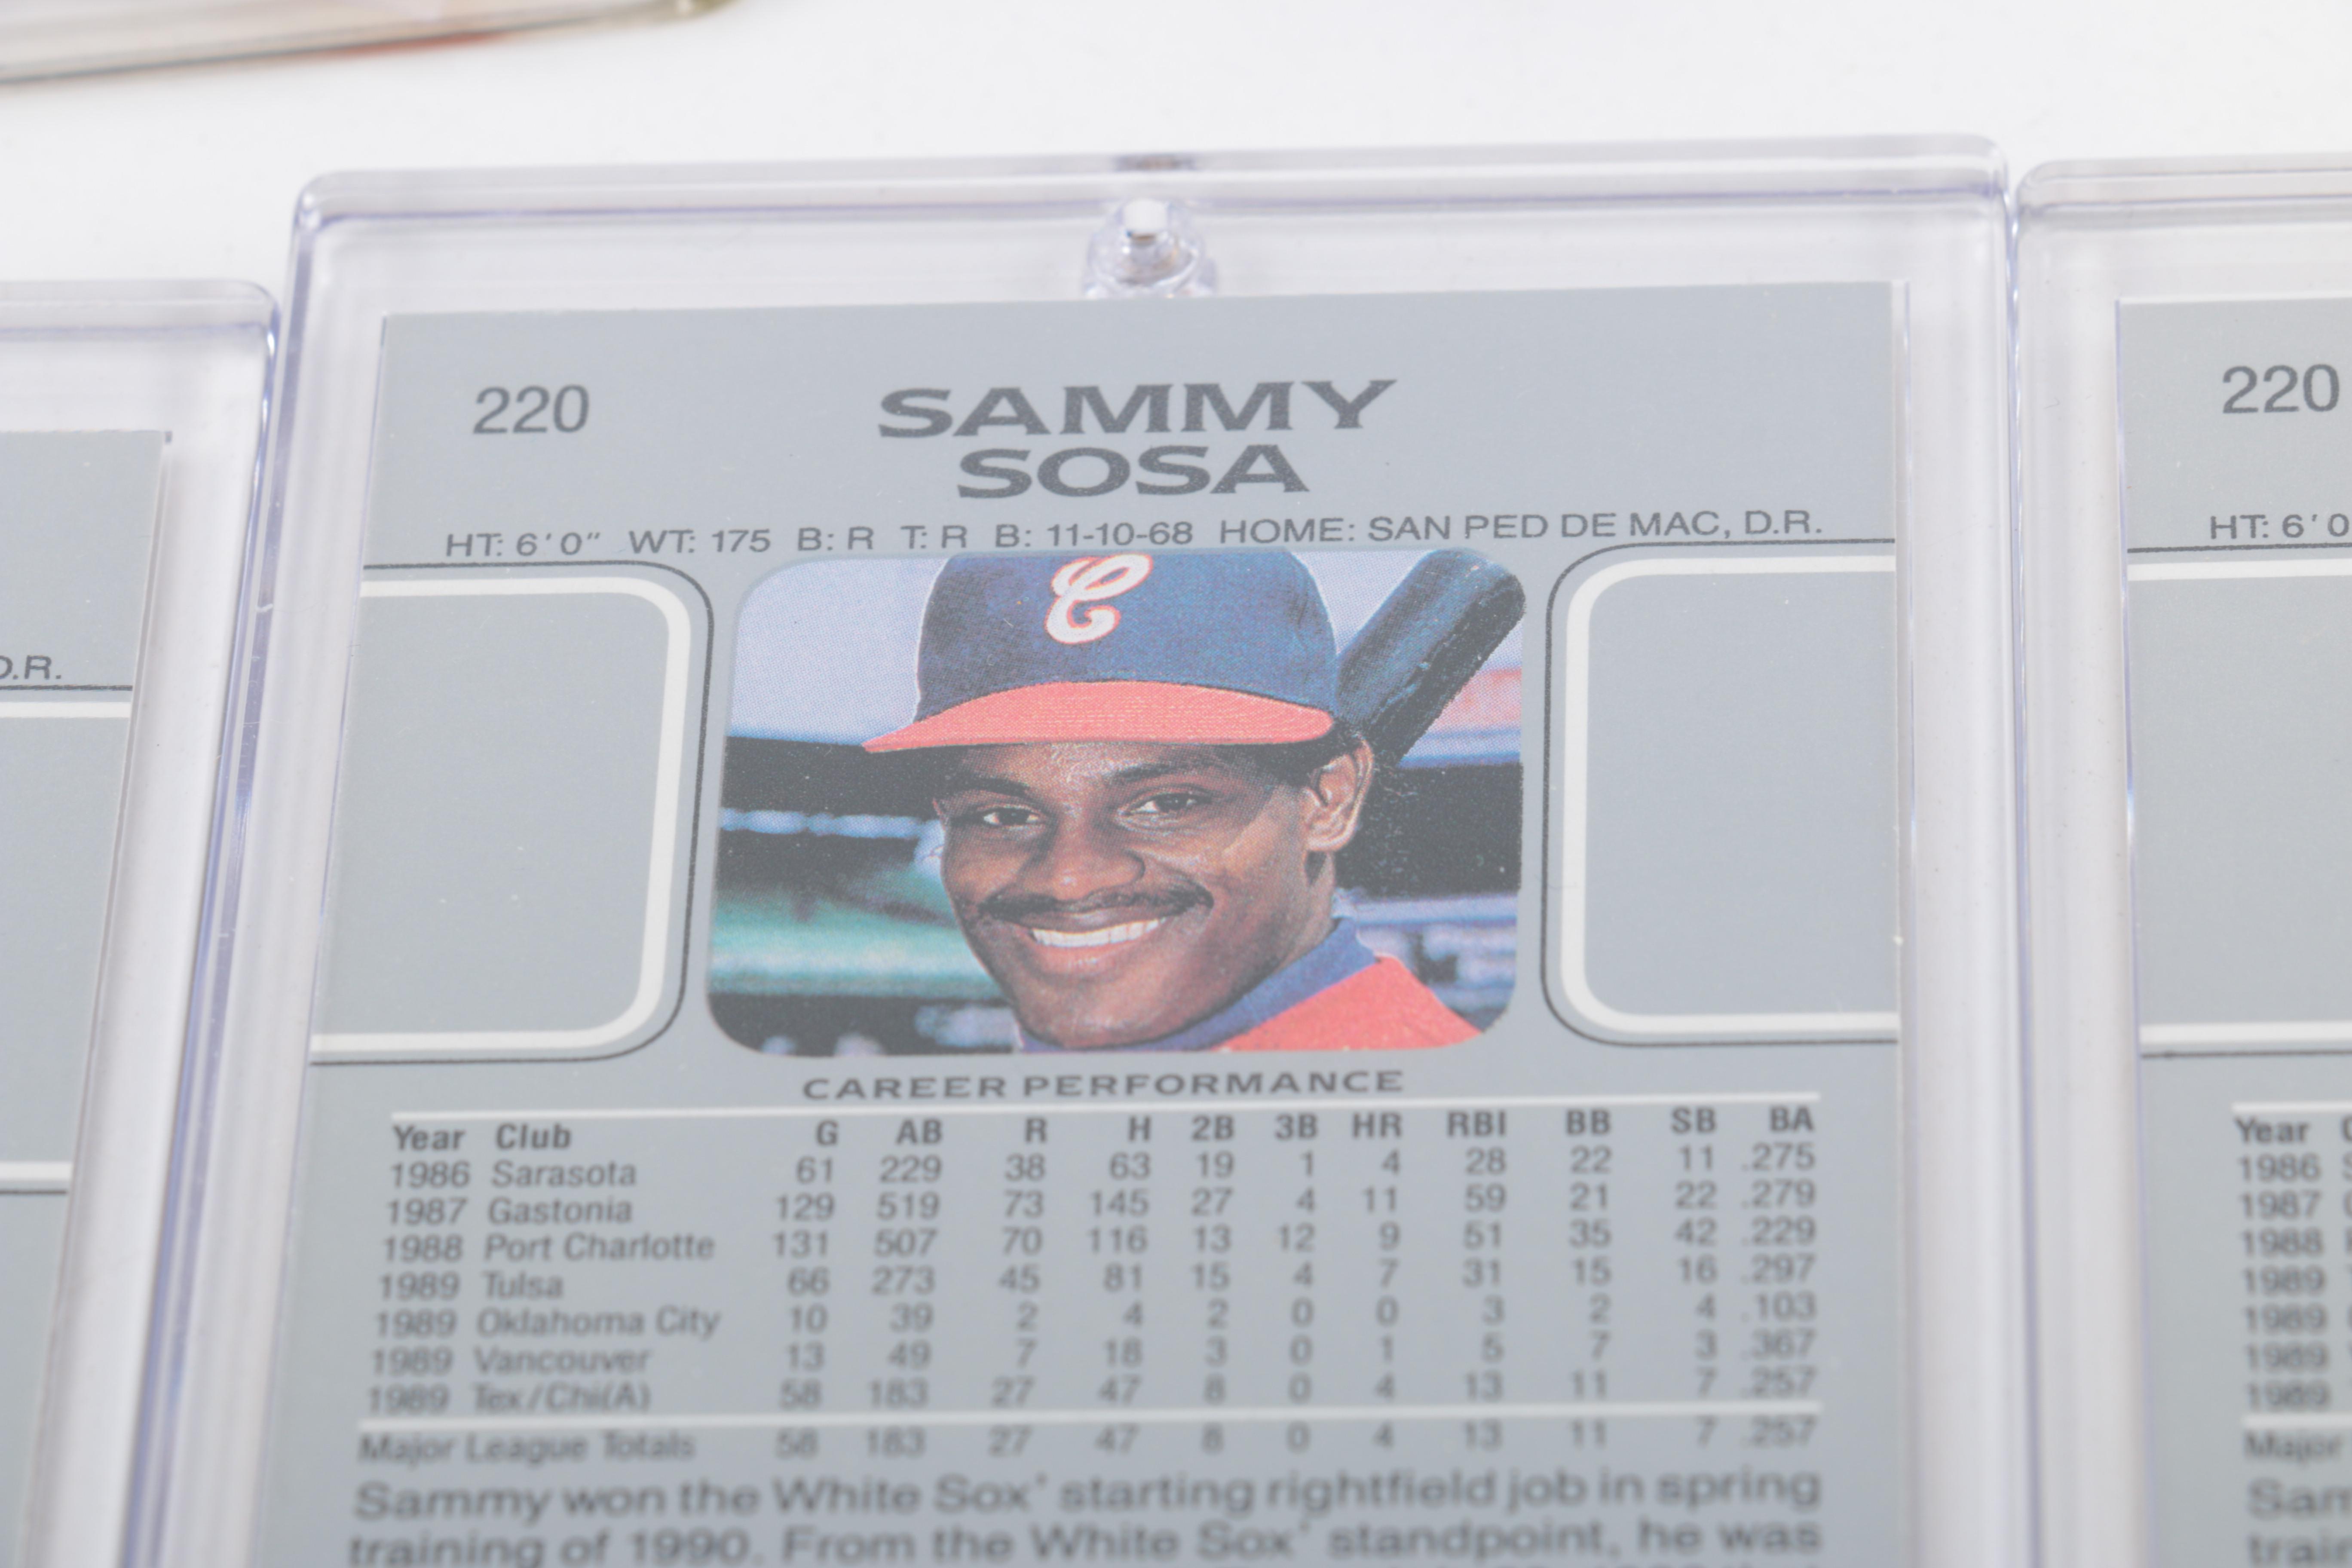 220
SAMMY
SOSA
HT: 6'0" WT: 175 B: R T: R B: 11-10-68 HOME: SAN PED DE MAC, D.R.
C
CAREER PERFORMANCE
Year Club G AB R H 2B 3B HR RBI BB SB BA
1986 Sarasota 61 229 38 63 19 1 4 28 22 11 .275
1987 Gastonia 129 519 73 145 27 4 11 59 21 22 .279
1988 Port Charlotte 131 507 70 116 13 12 9 51 35 42 .229
1989 Tulsa 66 273 45 81 15 4 7 31 15 16 .297
1989 Oklahoma City 10 39 2 4 2 0 0 3 2 4 .103
1989 Vancouver 13 49 7 18 3 0 1 5 7 3 .367
1989 Tex/Chi(A) 58 183 27 47 8 0 4 13 11 7 .257
Major League Totals 58 183 27 47 8 0 4 13 11 7 .257
Sammy won the White Sox' starting rightfield job in spring
training of 1990. From the White Sox' standpoint, he was
D.R.
220
HT: 6'0
Year
1986
1987
1988
1989
1989
1989
1989
Major